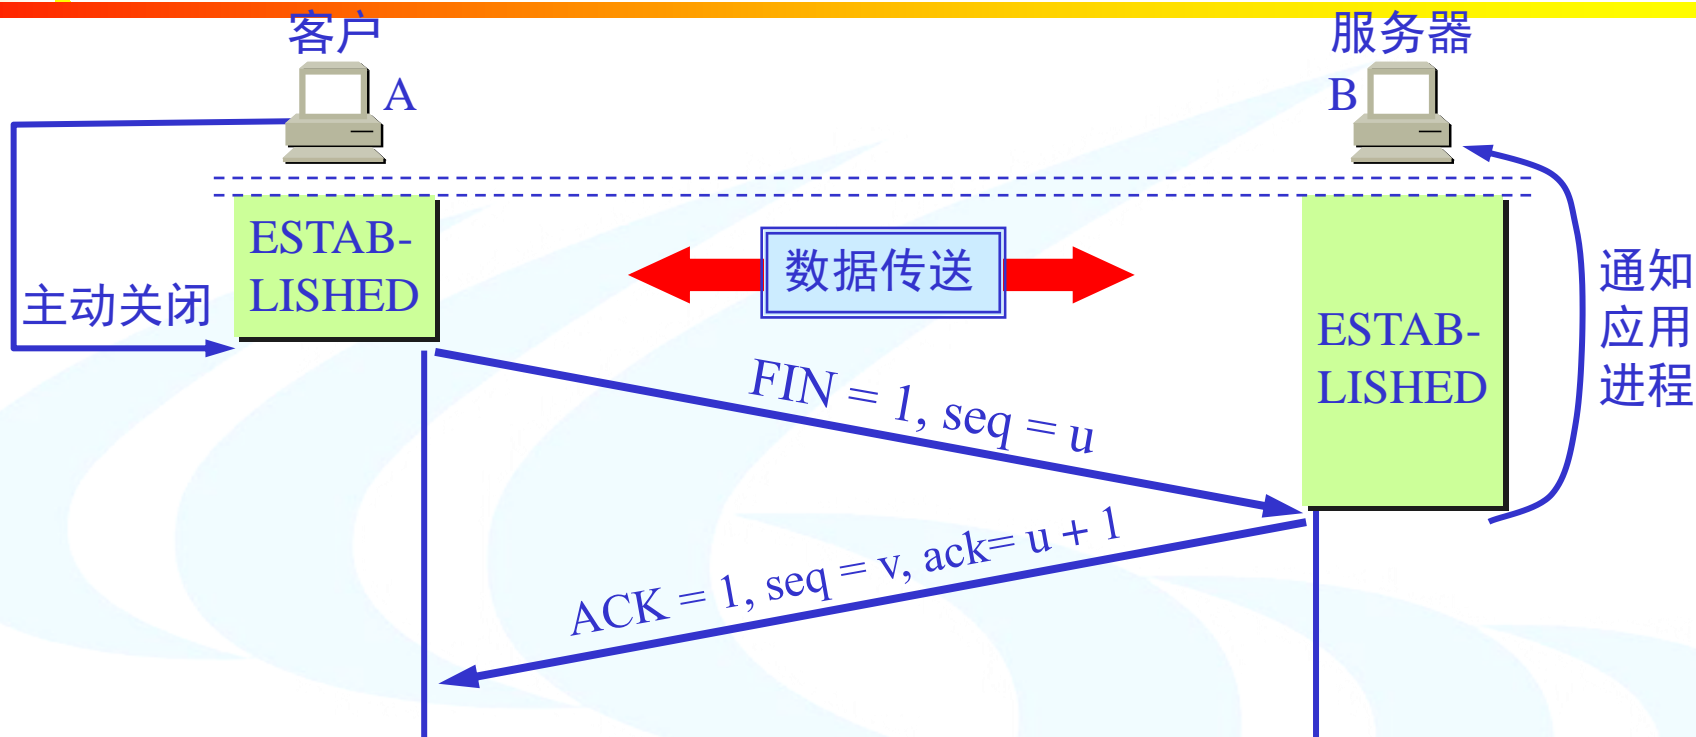 客户
服务器
A
B
ESTAB-
LISHED
数据传送
主动关闭
ESTAB-
LISHED
通知
应用
进程
FIN = 1, seq = u
ACK = 1, seq = v, ack= u + 1